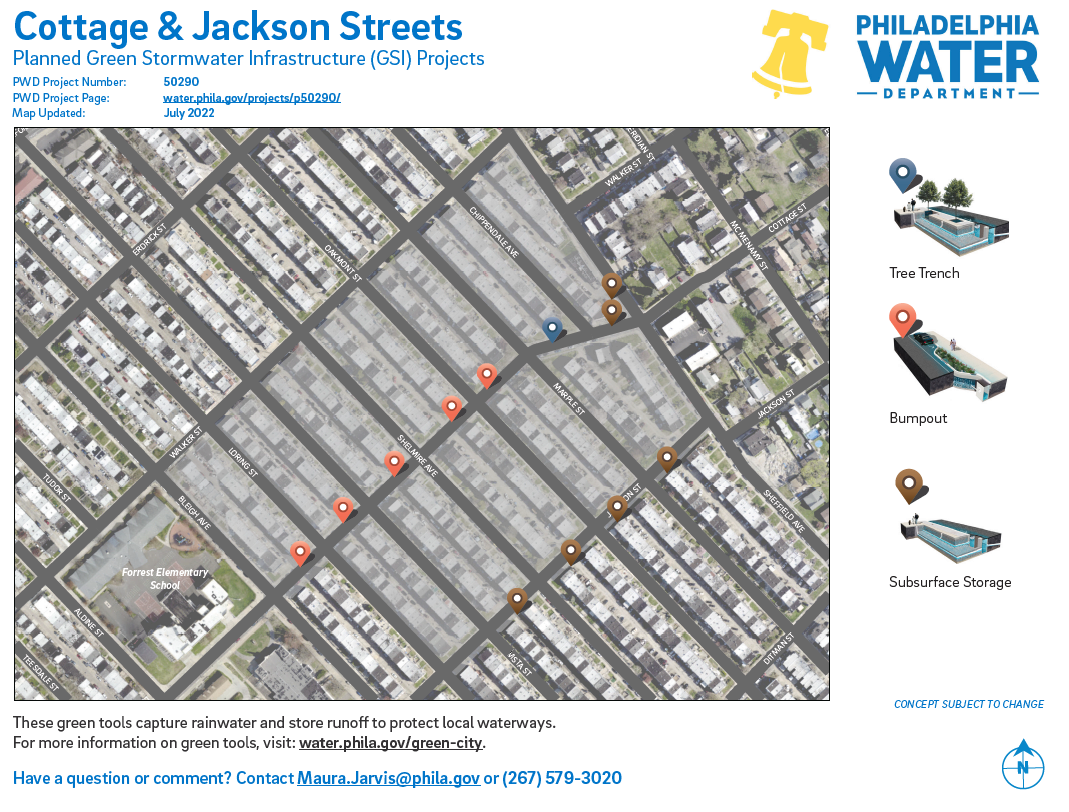 Cottage & Jackson Streets
Planned Green Stormwater Infrastructure (GSI) Projects
PWD Project Number: 50290
PWD Project Page: water.phila.gov/projects/p50290/
Map Updated: July 2022
PHILADELPHIA
WATER
DEPARTMENT
WALKER ST
CHIPPENDALE AVE
COTTAGE ST
MCMENAMY ST
ERDRICK ST
OAKMONT ST
Tree Trench
MARPLE ST
JACKSON ST
Bumpout
WALKER ST
LORING ST
SHELMIRE AVE
TUDOR ST
BLEIGH AVE
ON ST
SHEFFIELD AVE
Forrest Elementary
School
Subsurface Storage
ALDINE ST
TEESDALE ST
VISTA ST
DITMAN ST
CONCEPT SUBJECT TO CHANGE
These green tools capture rainwater and store runoff to protect local waterways.
For more information on green tools, visit: water.phila.gov/green-city.
N
Have a question or comment? Contact Maura.Jarvis@phila.gov or (267) 579-3020